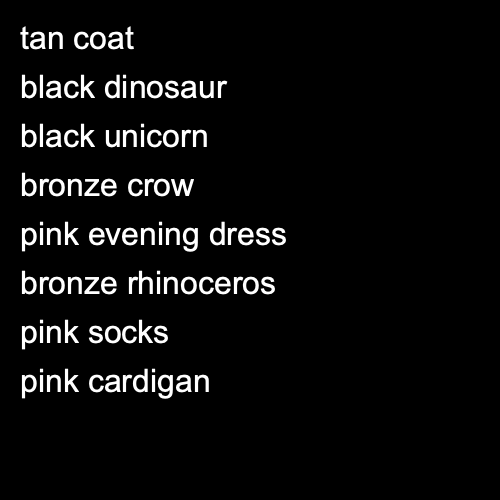 tan coat
black dinosaur
black unicorn
bronze crow
pink evening dress
bronze rhinoceros
pink socks
pink cardigan